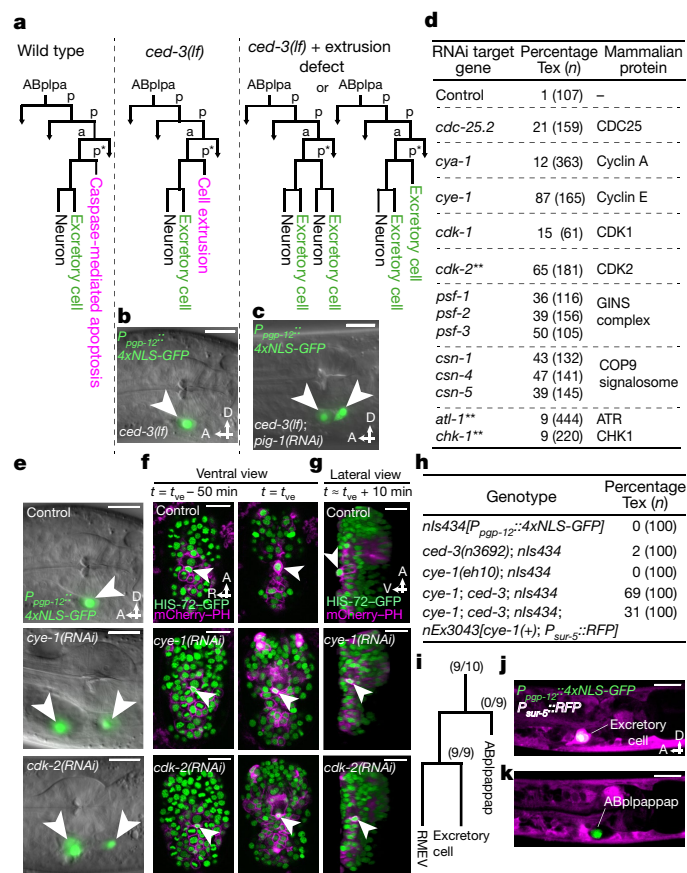 a
Wild type
ced-3(lf)
ced-3(lf) + extrusion
defect
or
ABplpa
p
a
p*
Neuron
Excretory cell
Caspase-mediated apoptosis
ABplpa
p
a
p*
Neuron
Excretory cell
Cell extrusion
ABplpa
p
a
p*
Neuron
Excretory cell
Neuron
Excretory cell
ABplpa
p
a
p*
Neuron
Excretory cell
Excretory cell
b
P pgp-12::
4xNLS-GFP
ced-3(lf)
D
A
c
P pgp-12::
4xNLS-GFP
ced-3(lf);
pig-1(RNAi)
D
A
d
RNAi target gene Percentage Tex (n) Mammalian protein
Control 1 (107) –
cdc-25.2 21 (159) CDC25
cya-1 12 (363) Cyclin A
cye-1 87 (165) Cyclin E
cdk-1 15 (61) CDK1
cdk-2** 65 (181) CDK2
psf-1 36 (116) GINS
psf-2 39 (156) complex
psf-3 50 (105)
csn-1 43 (132) COP9
csn-4 47 (141) signalosome
csn-5 39 (145)
atl-1** 9 (444) ATR
chk-1** 9 (220) CHK1
e
Control
P pgp-12::
4xNLS-GFP
D
A
cye-1(RNAi)
cdk-2(RNAi)
f
Ventral view
t = tve – 50 min
t = tve
Control
A
R
HIS-72–GFP
mCherry–PH
cye-1(RNAi)
cdk-2(RNAi)
g
Lateral view
t ≈ tve + 10 min
Control
A
V
HIS-72–GFP
mCherry–PH
cye-1(RNAi)
cdk-2(RNAi)
h
Genotype Percentage Tex (n)
nIs434[Ppgp-12::4xNLS-GFP] 0 (100)
ced-3(n3692); nIs434 2 (100)
cye-1(eh10); nIs434 0 (100)
cye-1; ced-3; nIs434 69 (100)
cye-1; ced-3; nIs434; 31 (100)
nEx3043[cye-1(+); Psur-5::RFP]
i
(9/10)
(0/9)
(9/9)
ABplpappap
RMEV
Excretory
cell
j
Ppgp-12::4xNLS-GFP
Psur-5::RFP
Excretory
cell
D
A
k
ABplpappap